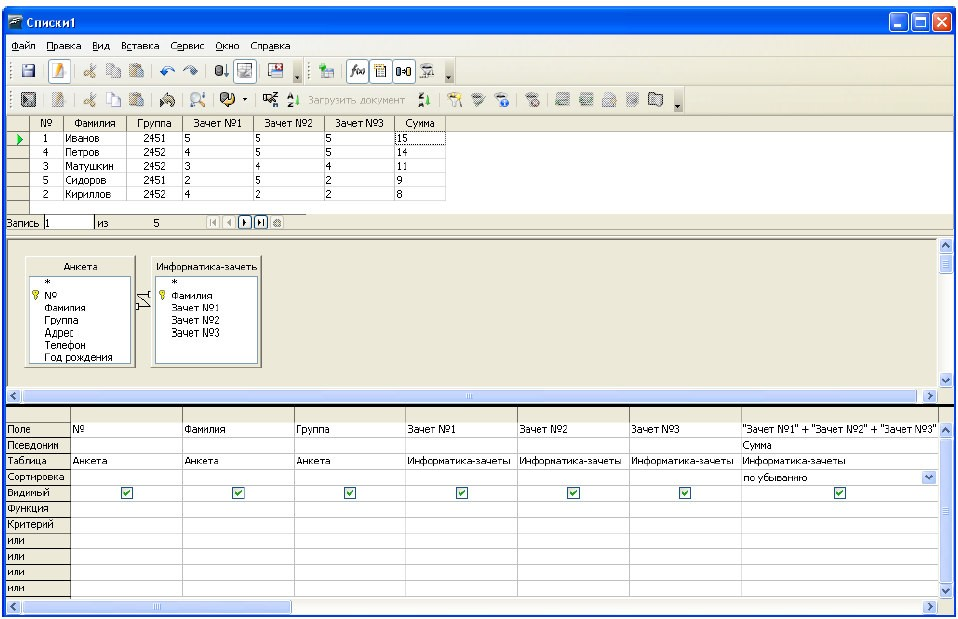 Списки1
Файл Правка Вид Вставка Сервис Окно Справка
Загрузить документ
№ Фамилия Группа Зачет №1 Зачет №2 Зачет №3 Сумма
1 Иванов 2451 5 5 5 15
4 Петров 2452 4 5 5 14
3 Матушкин 2452 3 4 4 11
5 Сидоров 2451 2 5 2 9
2 Кириллов 2452 4 2 2 8
Запись 1 из 5
Анкета
*
№
Фамилия
Группа
Адрес
Телефон
Год рождения
Информатика-зачеть
*
Фамилия
Зачет №1
Зачет №2
Зачет №3
Поле № Фамилия Группа Зачет №1 Зачет №2 Зачет №3 "Зачет №1" + "Зачет №2" + "Зачет №3"
Псевдоним Сумма
Таблица Анкета Анкета Анкета Информатика-зачеты Информатика-зачеты Информатика-зачеты Информатика-зачеты
Сортировка по убыванию
Видимый
Функция
Критерий
или
или
или
или